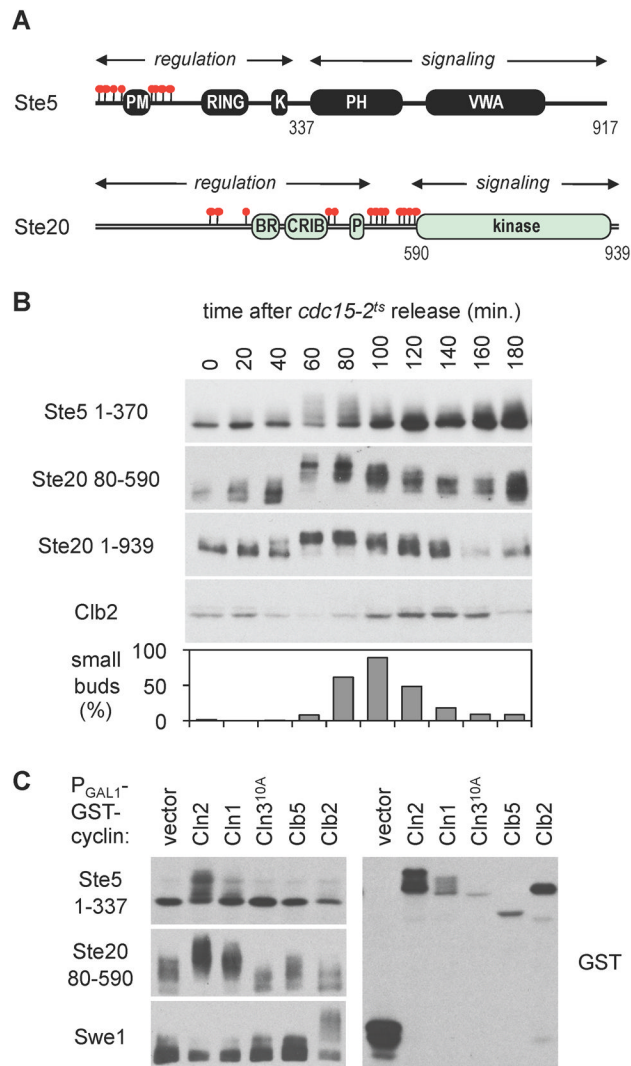 A
regulation signaling
Ste5 PM RING K PH VWA
337 917
regulation signaling
Ste20 BR CRIB P kinase
590 939
B
time after cdc15-2ts release (min.)
0 20 40 60 80 100 120 140 160 180
Ste5 1-370
Ste20 80-590
Ste20 1-939
Clb2
small buds (%)
100
50
0
C
PGAL1-
GST-
cyclin:
vector Cln2 Cln1 Cln310A Clb5 Clb2
vector Cln2 Cln1 Cln310A Clb5 Clb2
Ste5
1-337
Ste20
80-590
Swe1
GST